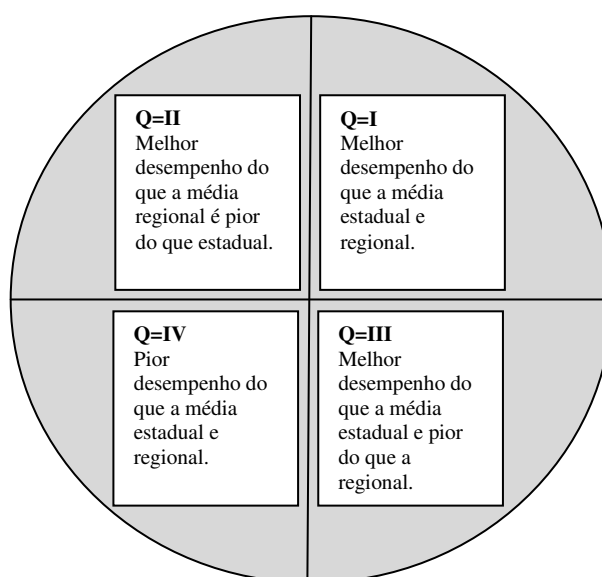 Q=II
Melhor
desempenho do
que a média
regional é pior
do que estadual.
Q=I
Melhor
desempenho do
que a média
estadual e
regional.
Q=IV
Pior
desempenho do
que a média
estadual e
regional.
Q=III
Melhor
desempenho do
que a média
estadual e pior
do que a
regional.